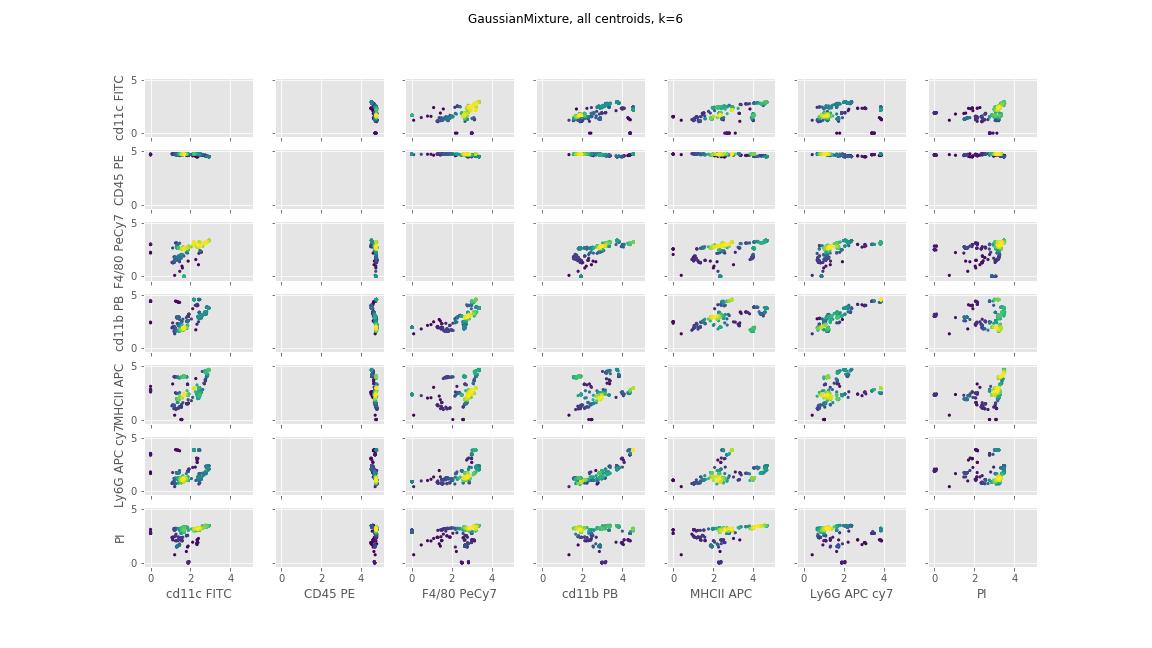 GaussianMixture, all centroids, k=6
cd11c FITC
5
0
CD45 PE
5
0
F4/80 PeCy7
5
0
cd11b PB
5
0
MHCII APC
5
0
Ly6G APC cy7
5
0
PI
5
0
0 2 4 0 2 4 0 2 4 0 2 4 0 2 4 0 2 4 0 2 4
cd11c FITC CD45 PE F4/80 PeCy7 cd11b PB MHCII APC Ly6G APC cy7 PI